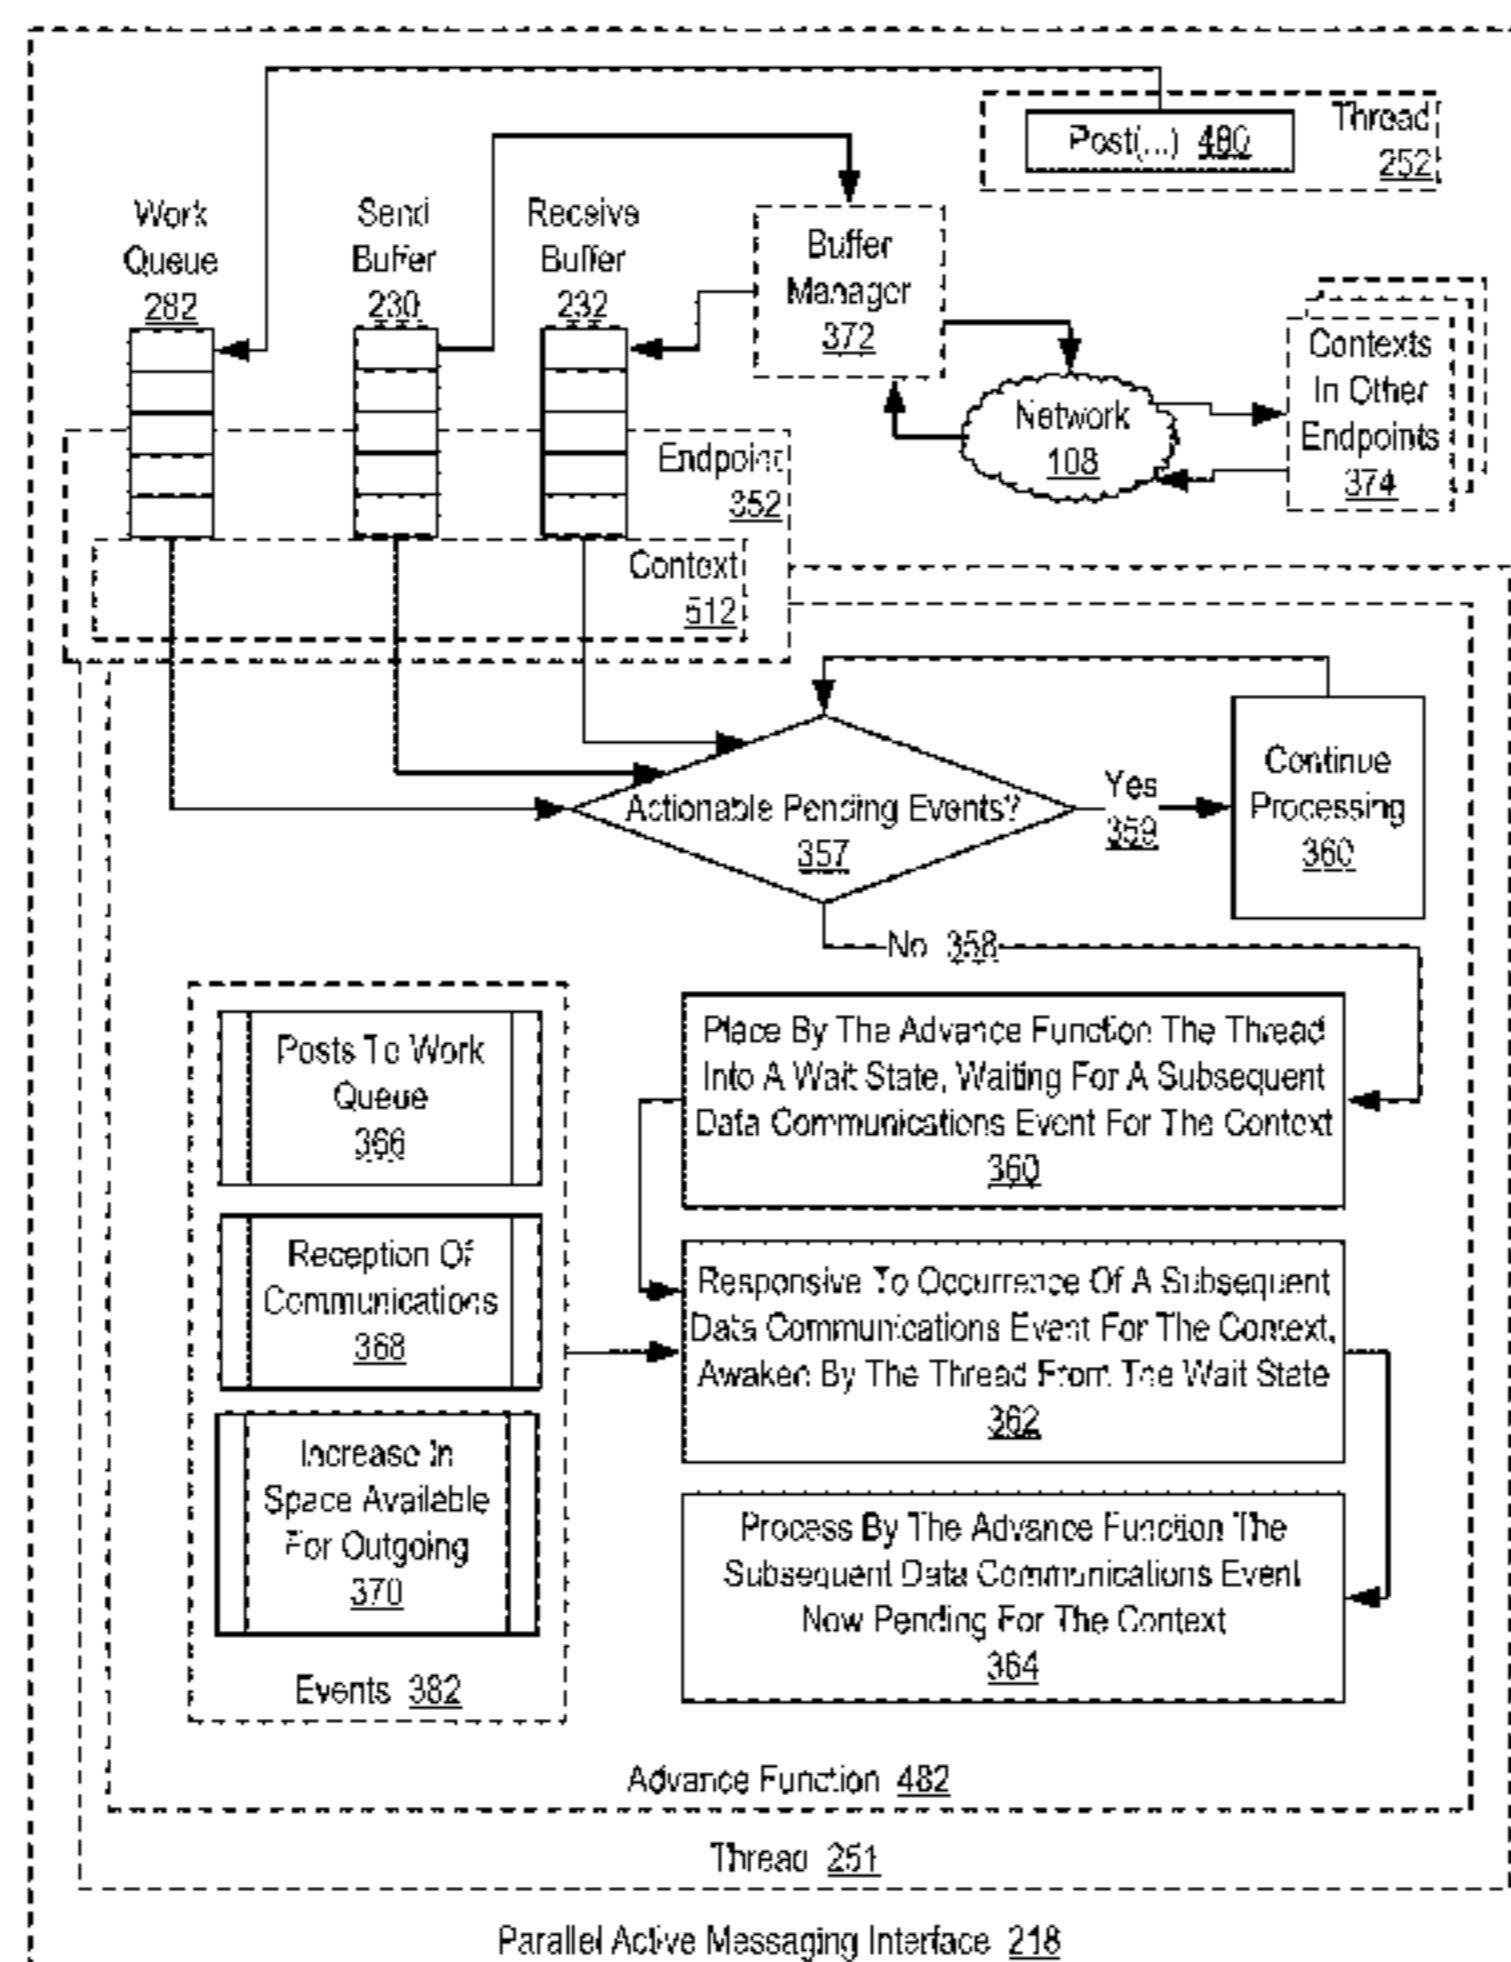 Thread
252
Post(...) 480
Work
Queue
282
Send
Buffer
230
Receive
Buffer
232
Buffer
Manager
372
Network
108
Contexts
In Other
Endpoints
374
Endpoint
352
Context
512
Actionable Pending Events?
357
Yes
359
Continue
Processing
360
No 358
Posts To Work
Queue
366
Reception Of
Communications
368
Increase In
Space Available
For Outgoing
370
Events 382
Place By The Advance Function The Thread
Into A Wait State, Waiting For A Subsequent
Data Communications Event For The Context
360
Responsive To Occurrence Of A Subsequent
Data Communications Event For The Context,
Awaken By The Thread From The Wait State
362
Process By The Advance Function The
Subsequent Data Communications Event
Now Pending For The Context
364
Advance Function 482
Thread 251
Parallel Active Messaging Interface 218